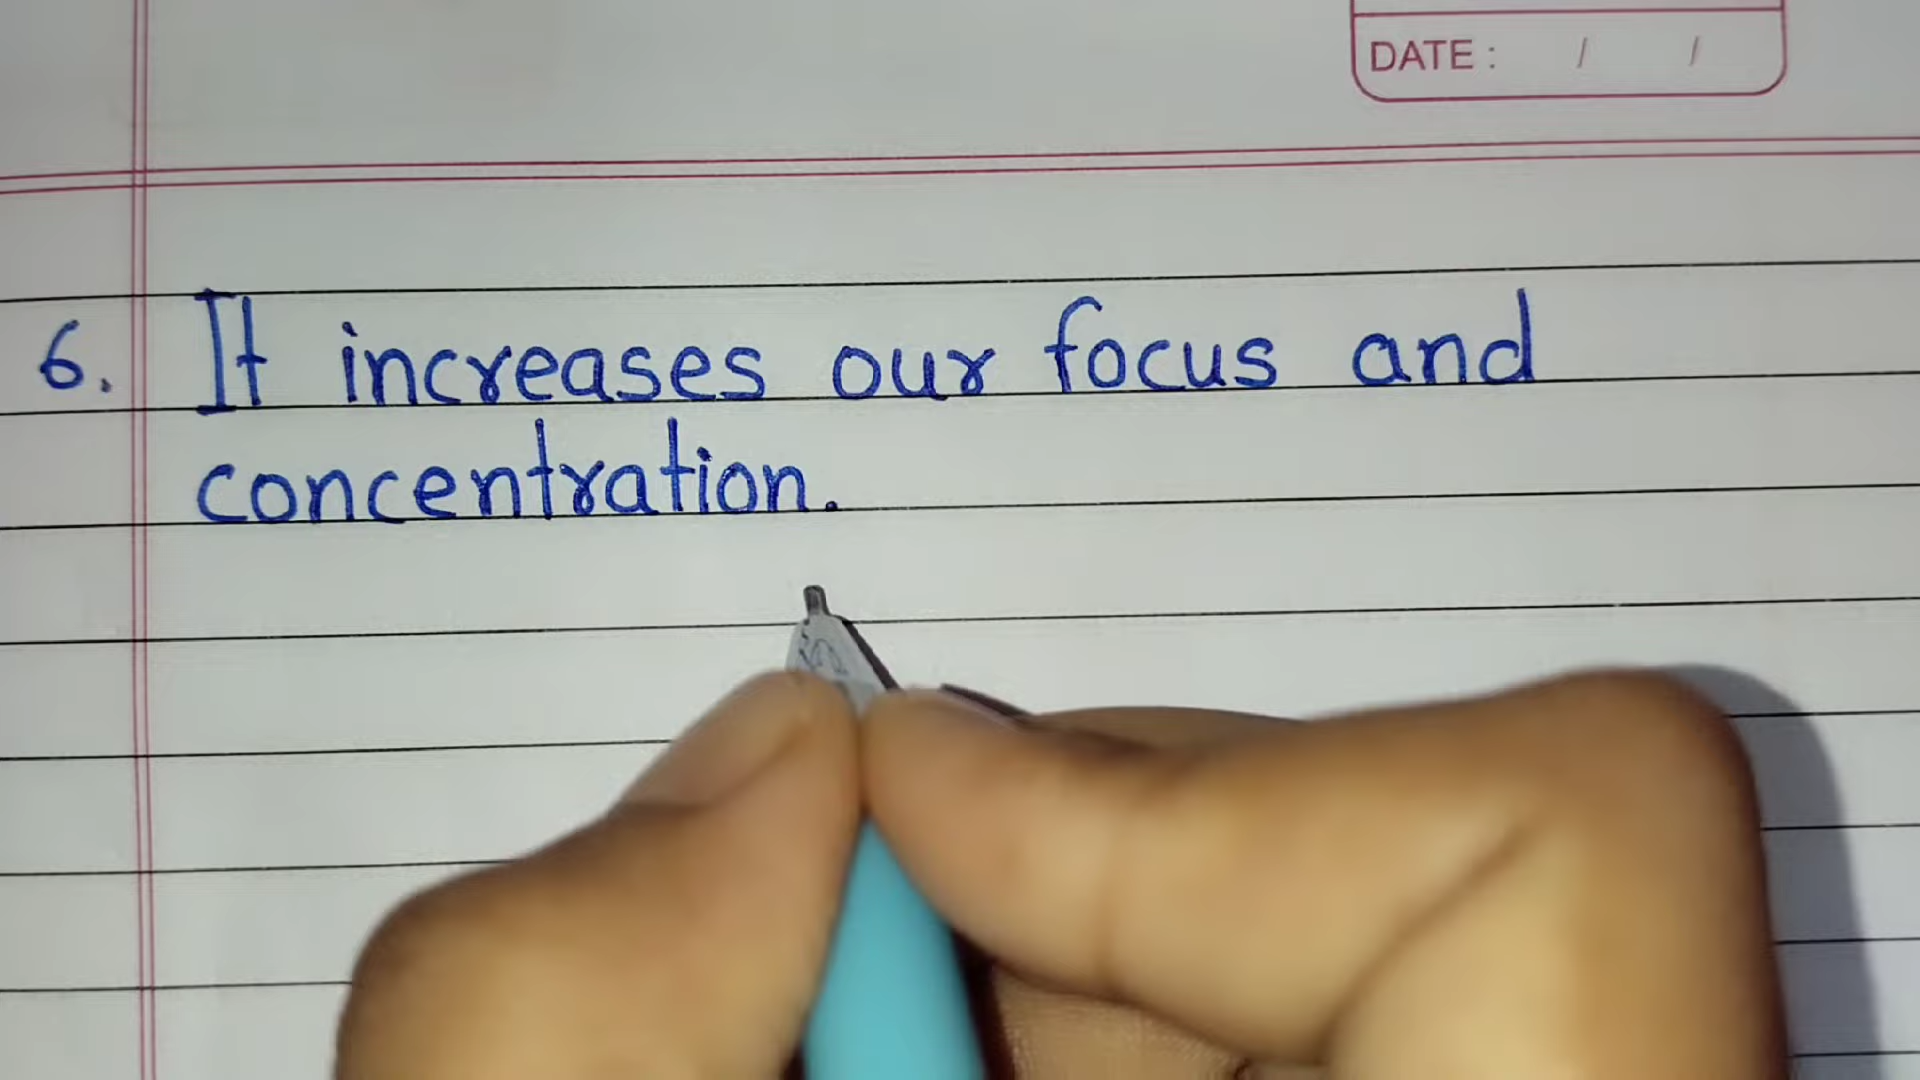 DATE : / /
6. It increases our focus and
concentration.